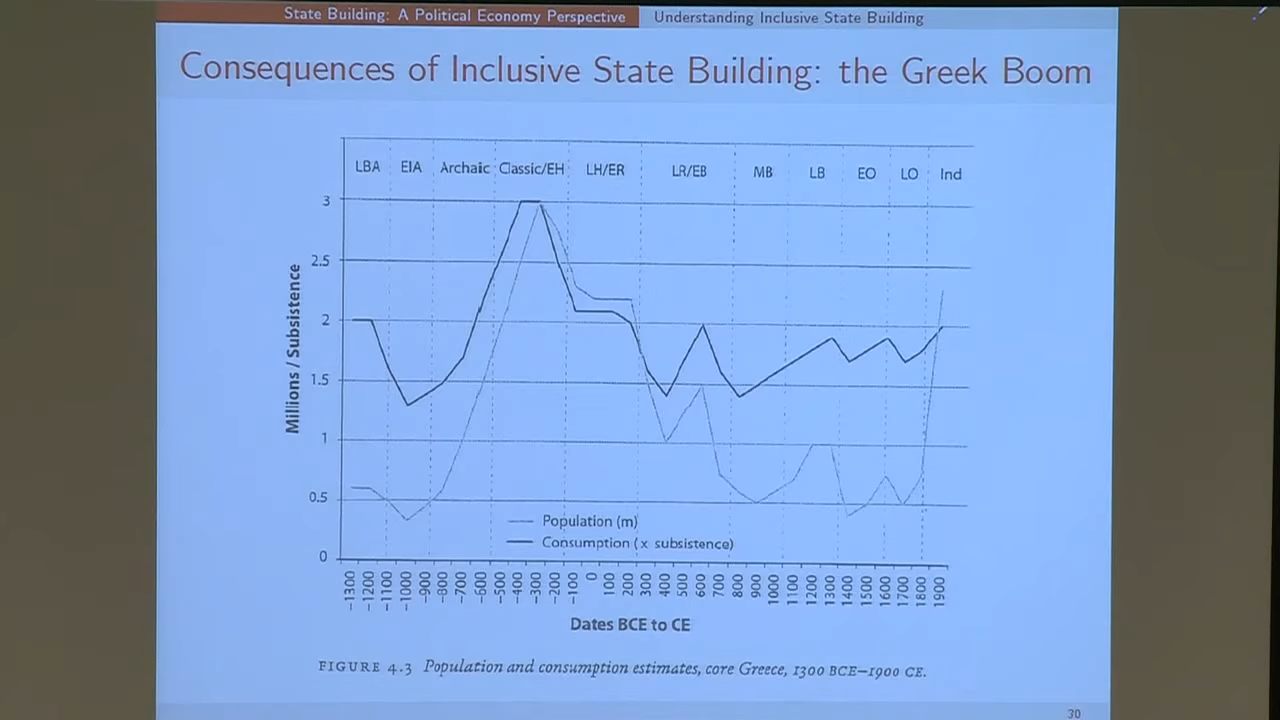 State Building: A Political Economy Perspective Understanding Inclusive State Building
Consequences of Inclusive State Building: the Greek Boom
LBA EIA Archaic Classic/EH LH/ER LR/EB MB LB EO LO Ind
3
2.5
2
1.5
1
0.5
0
Millions / Subsistence
Population (m)
Consumption (x subsistence)
-1300 -1200 -1100 -1000 -900 -800 -700 -600 -500 -400 -300 -200 -100 0 100 200 300 400 500 600 700 800 900 1000 1100 1200 1300 1400 1500 1600 1700 1800 1900
Dates BCE to CE
FIGURE 4.3 Population and consumption estimates, core Greece, 1300 BCE–1900 CE.
30